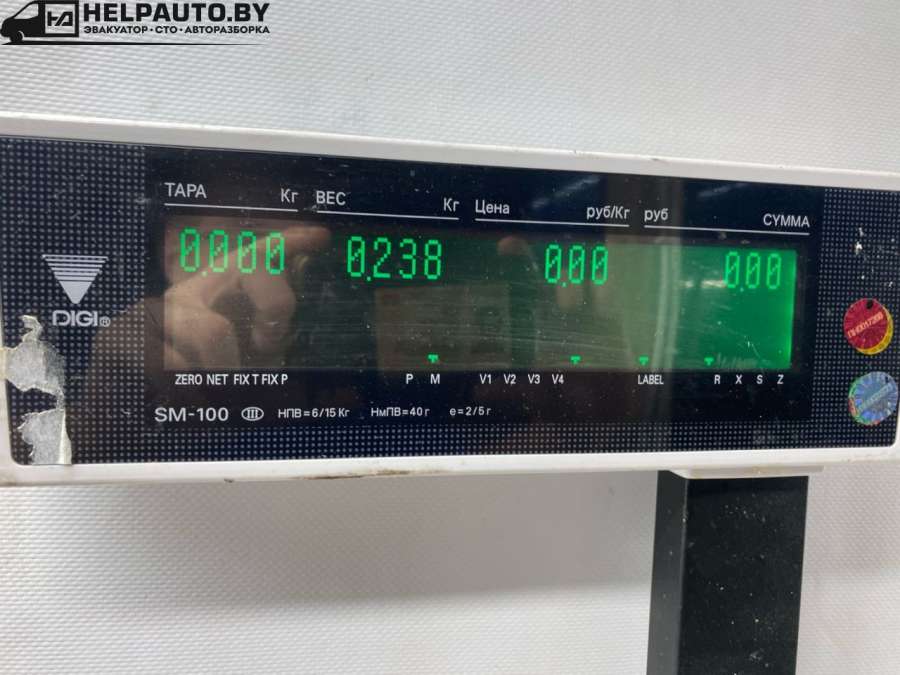 HELPAUTO.BY
ЭВАКУАТОР·СТО·АВТОРАЗБОРКА
ТАРА Кг ВЕС Кг Цена руб/Кг руб СУММА
0.000 0.238 0.00 0.00
DIGI®
ZERO NET FIX T FIX P P M V1 V2 V3 V4 LABEL R X S Z
SM-100 III НПВ=6/15 Кг НмПВ=40 г e=2/5 г